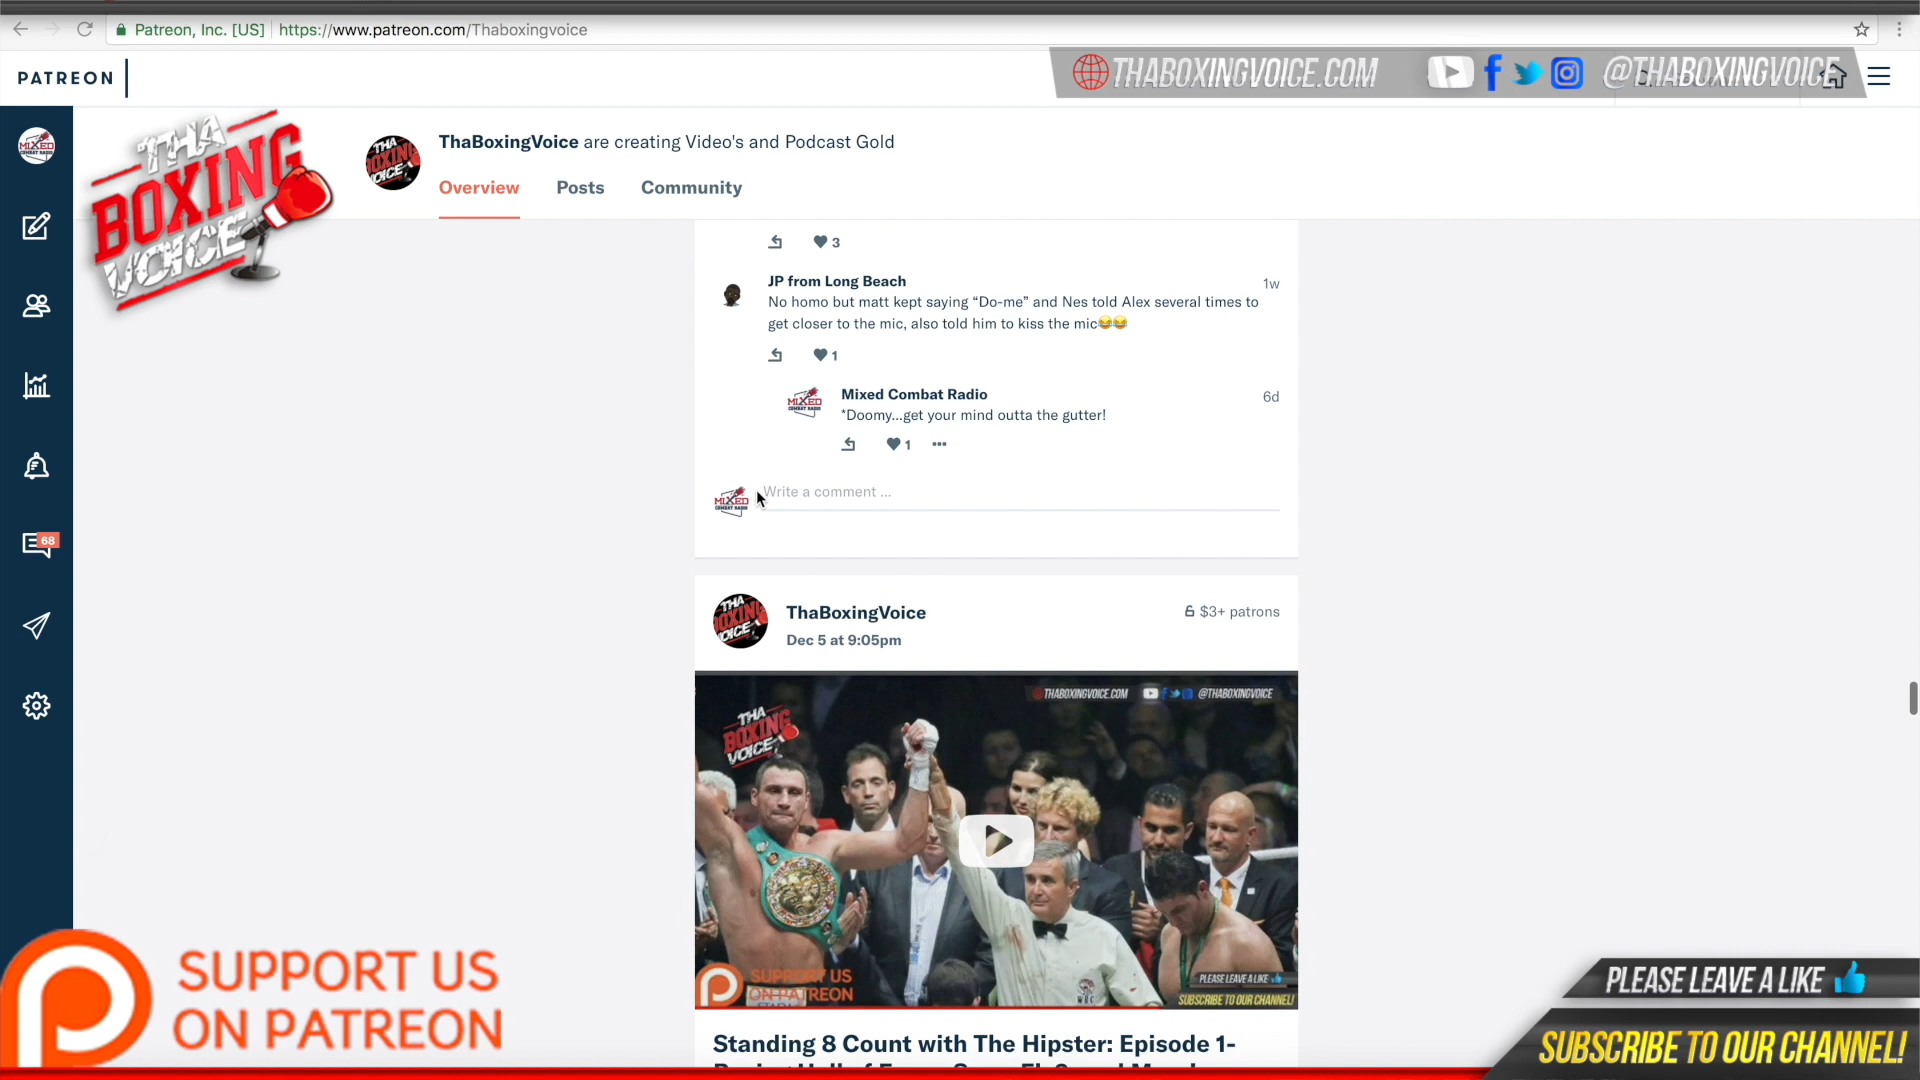 Patreon, Inc. [US] https://www.patreon.com/Thaboxingvoice
PATREON
THABOXINGVOICE.COM @THABOXINGVOICE
THA
BOXING
VOICE
ThaBoxingVoice are creating Video's and Podcast Gold
Overview Posts Community
3
JP from Long Beach 1w
No homo but matt kept saying “Do-me” and Nes told Alex several times to
get closer to the mic, also told him to kiss the mic😂😂
1
Mixed Combat Radio 6d
*Doomy...get your mind outta the gutter!
1
Write a comment ...
68
ThaBoxingVoice $3+ patrons
Dec 5 at 9:05pm
THABOXINGVOICE.COM @THABOXINGVOICE
THA
BOXING
VOICE
SUPPORT US
ON PATREON
PLEASE LEAVE A LIKE
SUBSCRIBE TO OUR CHANNEL!
Standing 8 Count with The Hipster: Episode 1-
SUPPORT US
ON PATREON
PLEASE LEAVE A LIKE
SUBSCRIBE TO OUR CHANNEL!